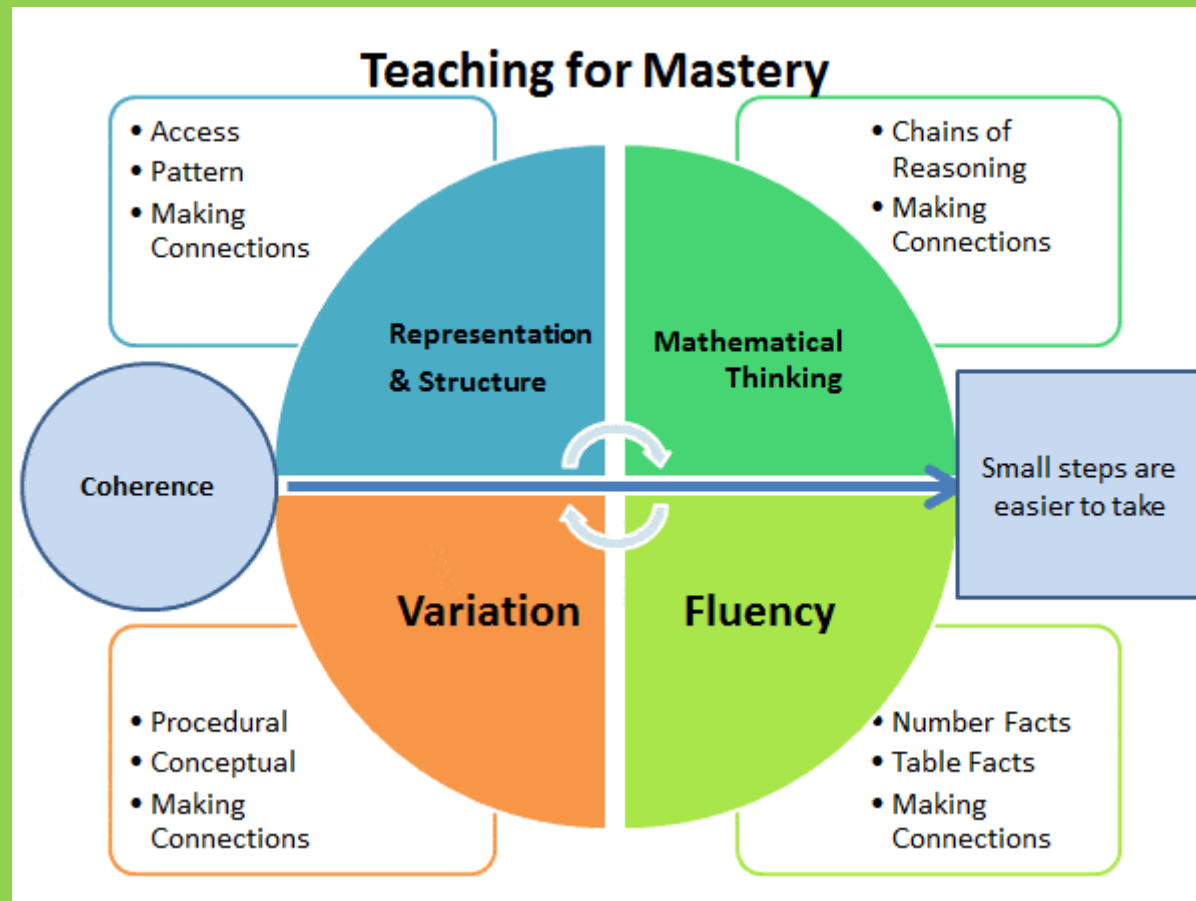 Teaching for Mastery
• Access
• Pattern
• Making
Connections
• Chains of
Reasoning
• Making
Connections
Representation
& Structure
Mathematical
Thinking
Coherence
Small steps are
easier to take
Variation
Fluency
• Procedural
• Conceptual
• Making
Connections
• Number Facts
• Table Facts
• Making
Connections